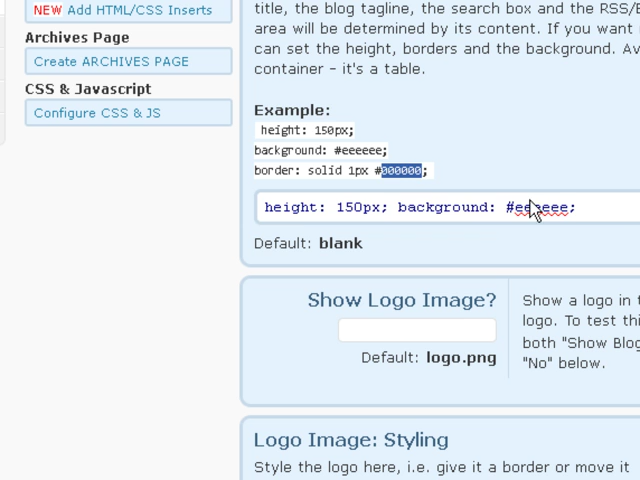 NEW Add HTML/CSS Inserts
Archives Page
Create ARCHIVES PAGE
CSS & Javascript
Configure CSS & JS
title, the blog tagline, the search box and the RSS/E
area will be determined by its content. If you want
can set the height, borders and the background. Av
container – it's a table.
Example:
height: 150px;
background: #eeeeee;
border: solid 1px #000000;
height: 150px; background: #eeeeee;
Default: blank
Show Logo Image?
Default: logo.png
Show a logo in t
logo. To test thi
both "Show Blog
"No" below.
Logo Image: Styling
Style the logo here, i.e. give it a border or move it